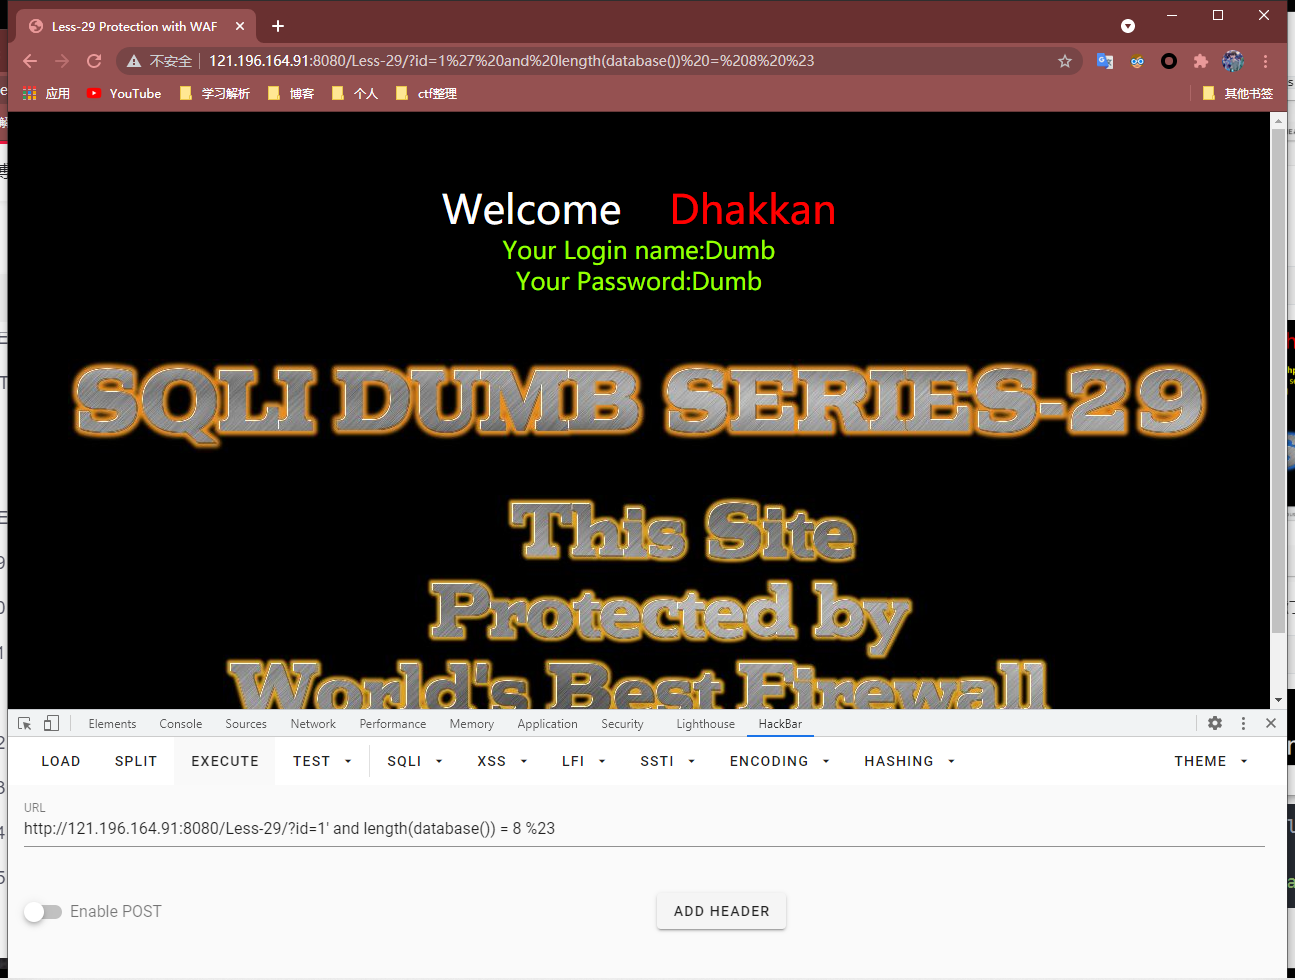 Less-29 Protection with WAF
不安全 121.196.164.91:8080/Less-29/?id=1%27%20and%20length(database())%20=%208%20%23
应用 YouTube 学习解析 博客 个人 ctf整理 其他书签
Welcome Dhakkan
Your Login name:Dumb
Your Password:Dumb
SQLI DUMB SERIES-29
This Site
Protected by
World's Best Firewall
Elements Console Sources Network Performance Memory Application Security Lighthouse HackBar
LOAD SPLIT EXECUTE TEST SQLI XSS LFI SSTI ENCODING HASHING THEME
URL
http://121.196.164.91:8080/Less-29/?id=1' and length(database()) = 8 %23
Enable POST ADD HEADER